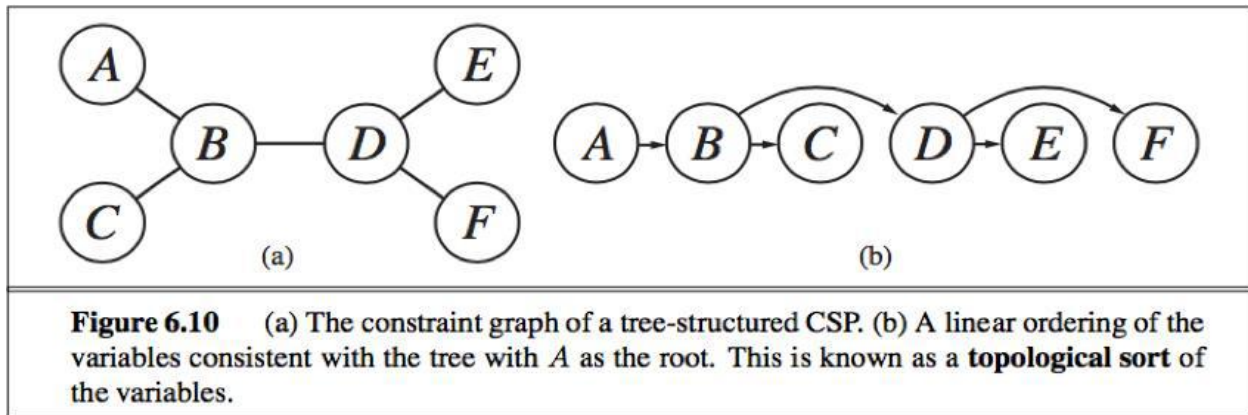 A
E
B
D
C
F
(a)
A
B
C
D
E
F
(b)
Figure 6.10 (a) The constraint graph of a tree-structured CSP. (b) A linear ordering of the
variables consistent with the tree with A as the root. This is known as a topological sort of
the variables.